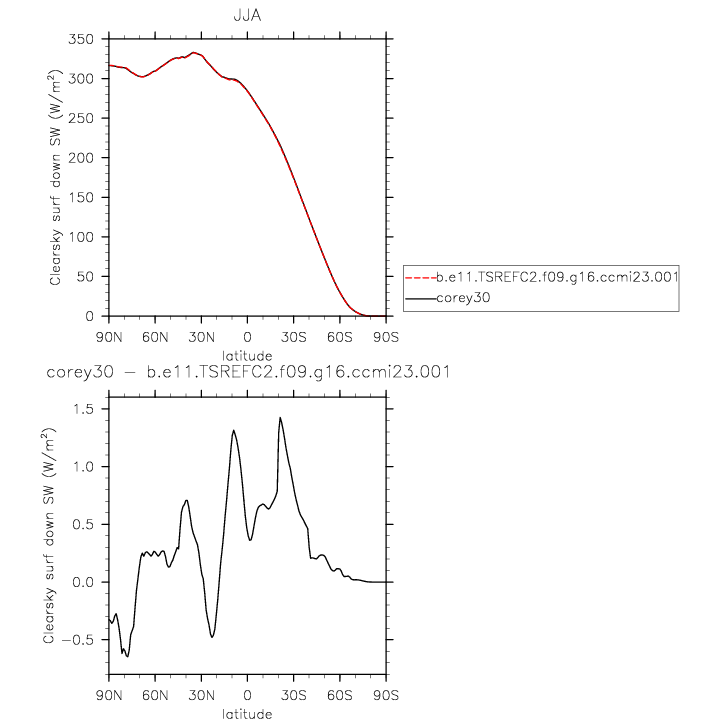 JJA
Clearsky surf down SW (W/m²)
350
300
250
200
150
100
50
0
90N 60N 30N 0 30S 60S 90S
latitude
b.e11.TSREFC2.f09.g16.ccmi23.001
corey30
corey30 − b.e11.TSREFC2.f09.g16.ccmi23.001
Clearsky surf down SW (W/m²)
1.5
1.0
0.5
0.0
−0.5
90N 60N 30N 0 30S 60S 90S
latitude